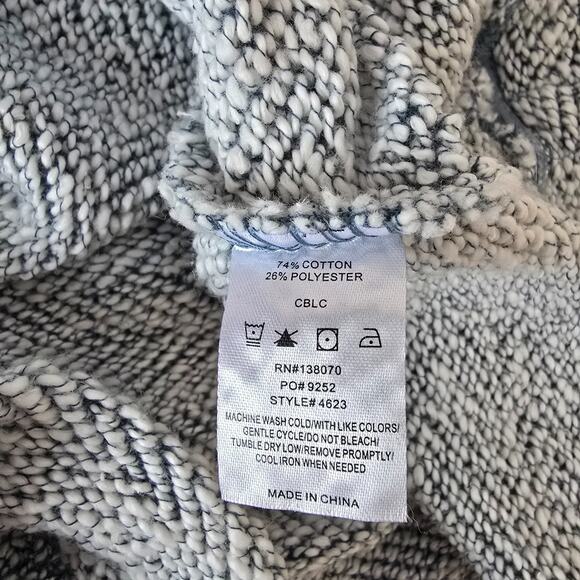 74% COTTON
26% POLYESTER
CBLC
RN#138070
PO#9252
STYLE#4623
MACHINE WASH COLD/WITH LIKE COLORS/
GENTLE CYCLE/DO NOT BLEACH/
TUMBLE DRY LOW/REMOVE PROMPTLY/
COOL IRON WHEN NEEDED
MADE IN CHINA